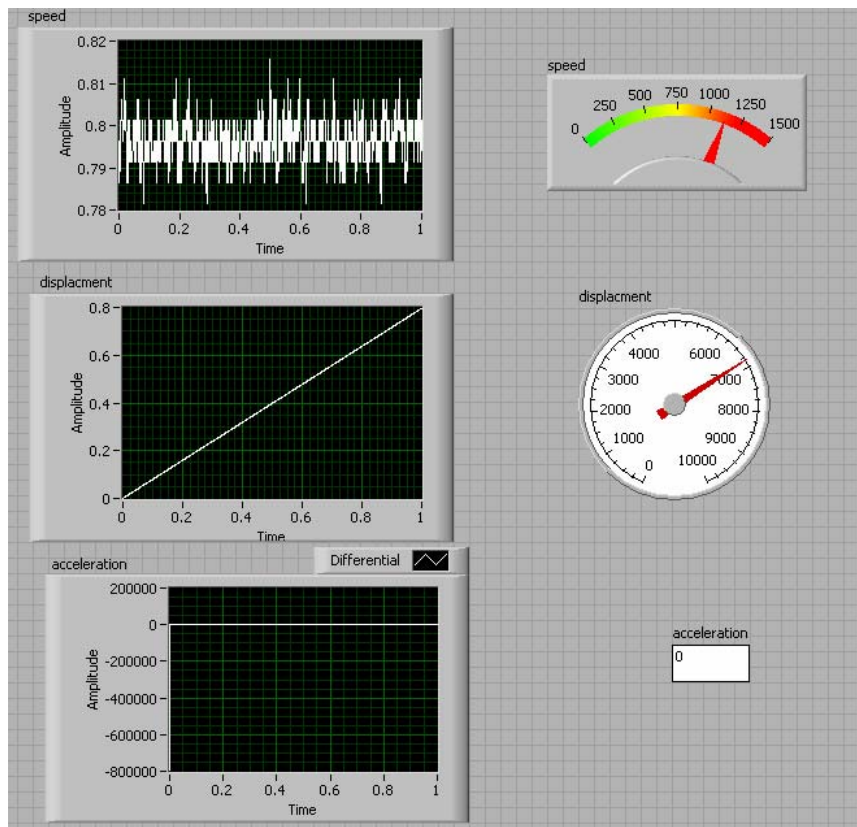 speed
0.82
0.81
0.8
0.79
0.78
Amplitude
0 0.2 0.4 0.6 0.8 1
Time
speed
0 250 500 750 1000 1250 1500
displacment
0.8
0.6
0.4
0.2
0
Amplitude
0 0.2 0.4 0.6 0.8 1
Time
displacment
4000 6000
3000 7000
2000 8000
1000 9000
0 10000
acceleration
Differential
200000
0
-200000
-400000
-600000
-800000
Amplitude
0 0.2 0.4 0.6 0.8 1
Time
acceleration
0